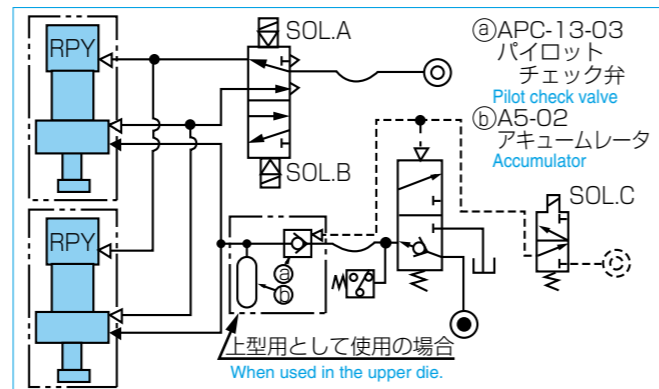 RPY
SOL.A
ⓐAPC-13-03
パイロット
チェック弁
Pilot check valve
ⓑA5-02
アキュームレータ
Accumulator
SOL.B
SOL.C
RPY
ⓐ
ⓑ
上型用として使用の場合
When used in the upper die.